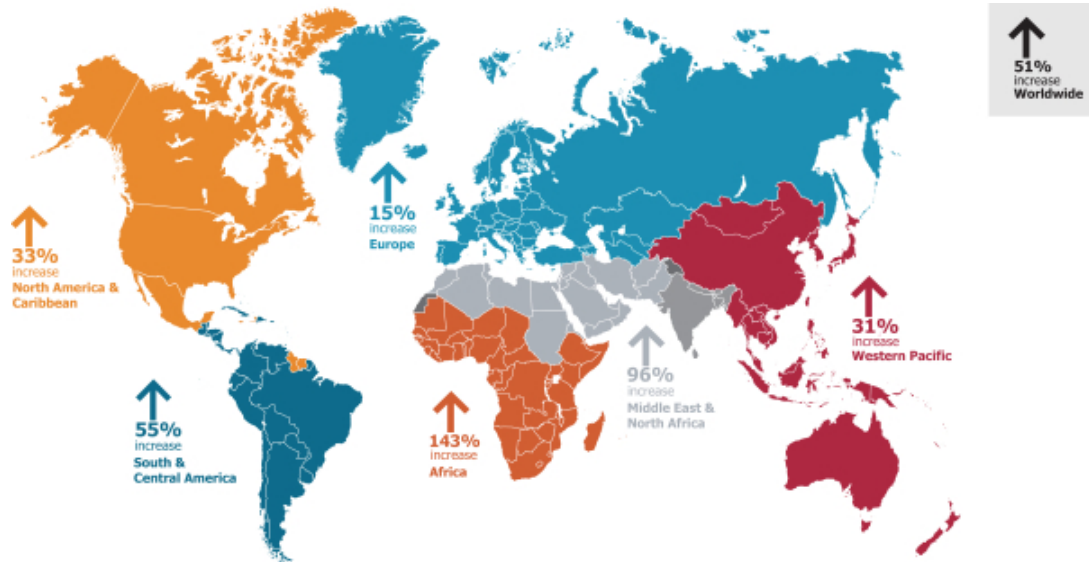 51%
increase
Worldwide
15%
increase
Europe
33%
increase
North America &
Caribbean
31%
increase
Western Pacific
96%
increase
Middle East &
North Africa
55%
increase
South &
Central America
143%
increase
Africa